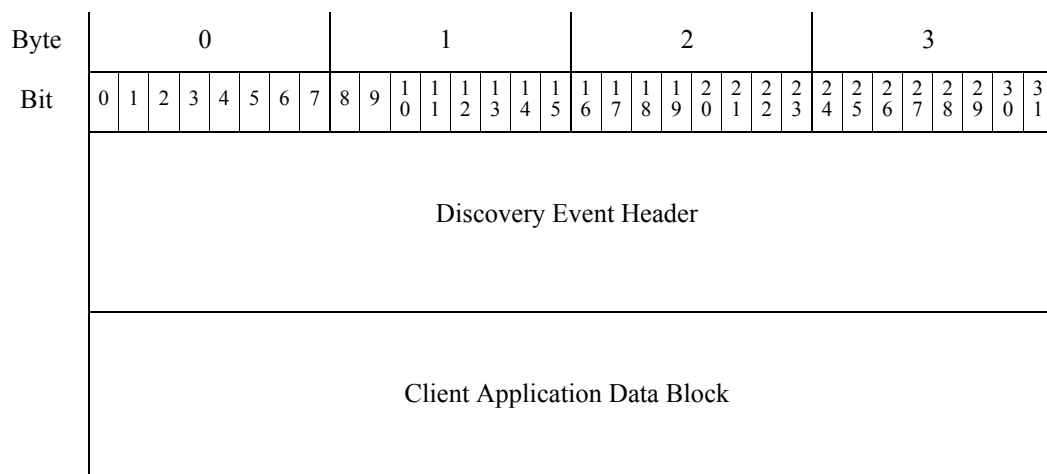 Byte 0 1 2 3
Bit 0 1 2 3 4 5 6 7 8 9 10 11 12 13 14 15 16 17 18 19 20 21 22 23 24 25 26 27 28 29 30 31
Discovery Event Header
Client Application Data Block